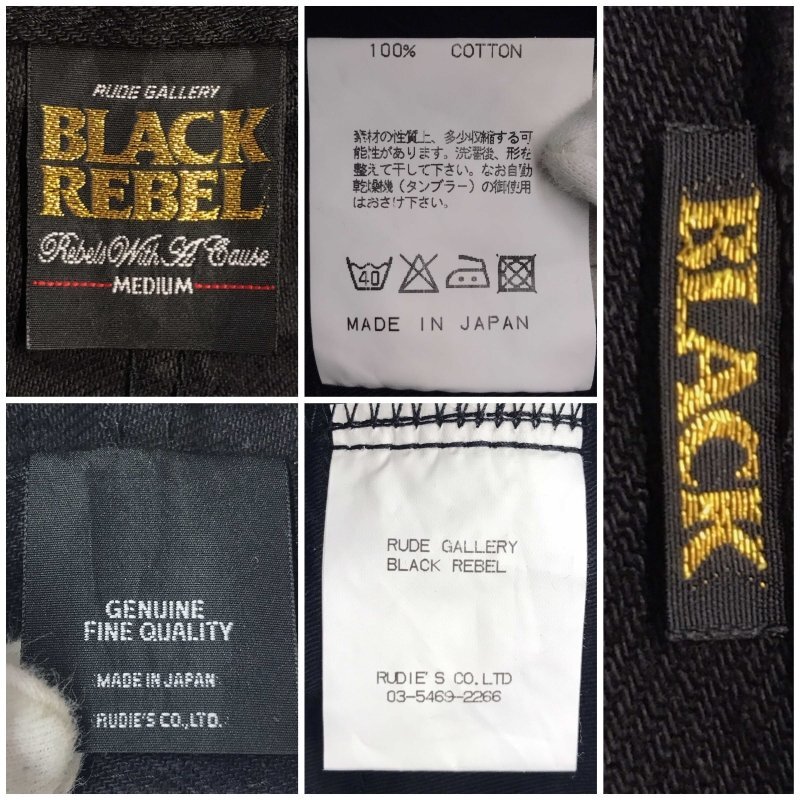 RUDE GALLERY
BLACK
REBEL
Rebels With A Cause
MEDIUM
100% COTTON
素材の性質上、多少収縮する可
能性があります。洗濯後、形を
整えて干して下さい。なお自動
乾燥機(タンブラー)の御使用
はおさけ下さい。
40
MADE IN JAPAN
BLACK
GENUINE
FINE QUALITY
MADE IN JAPAN
RUDIE'S CO.,LTD.
RUDE GALLERY
BLACK REBEL
RUDIE'S CO.LTD
03-5469-2266